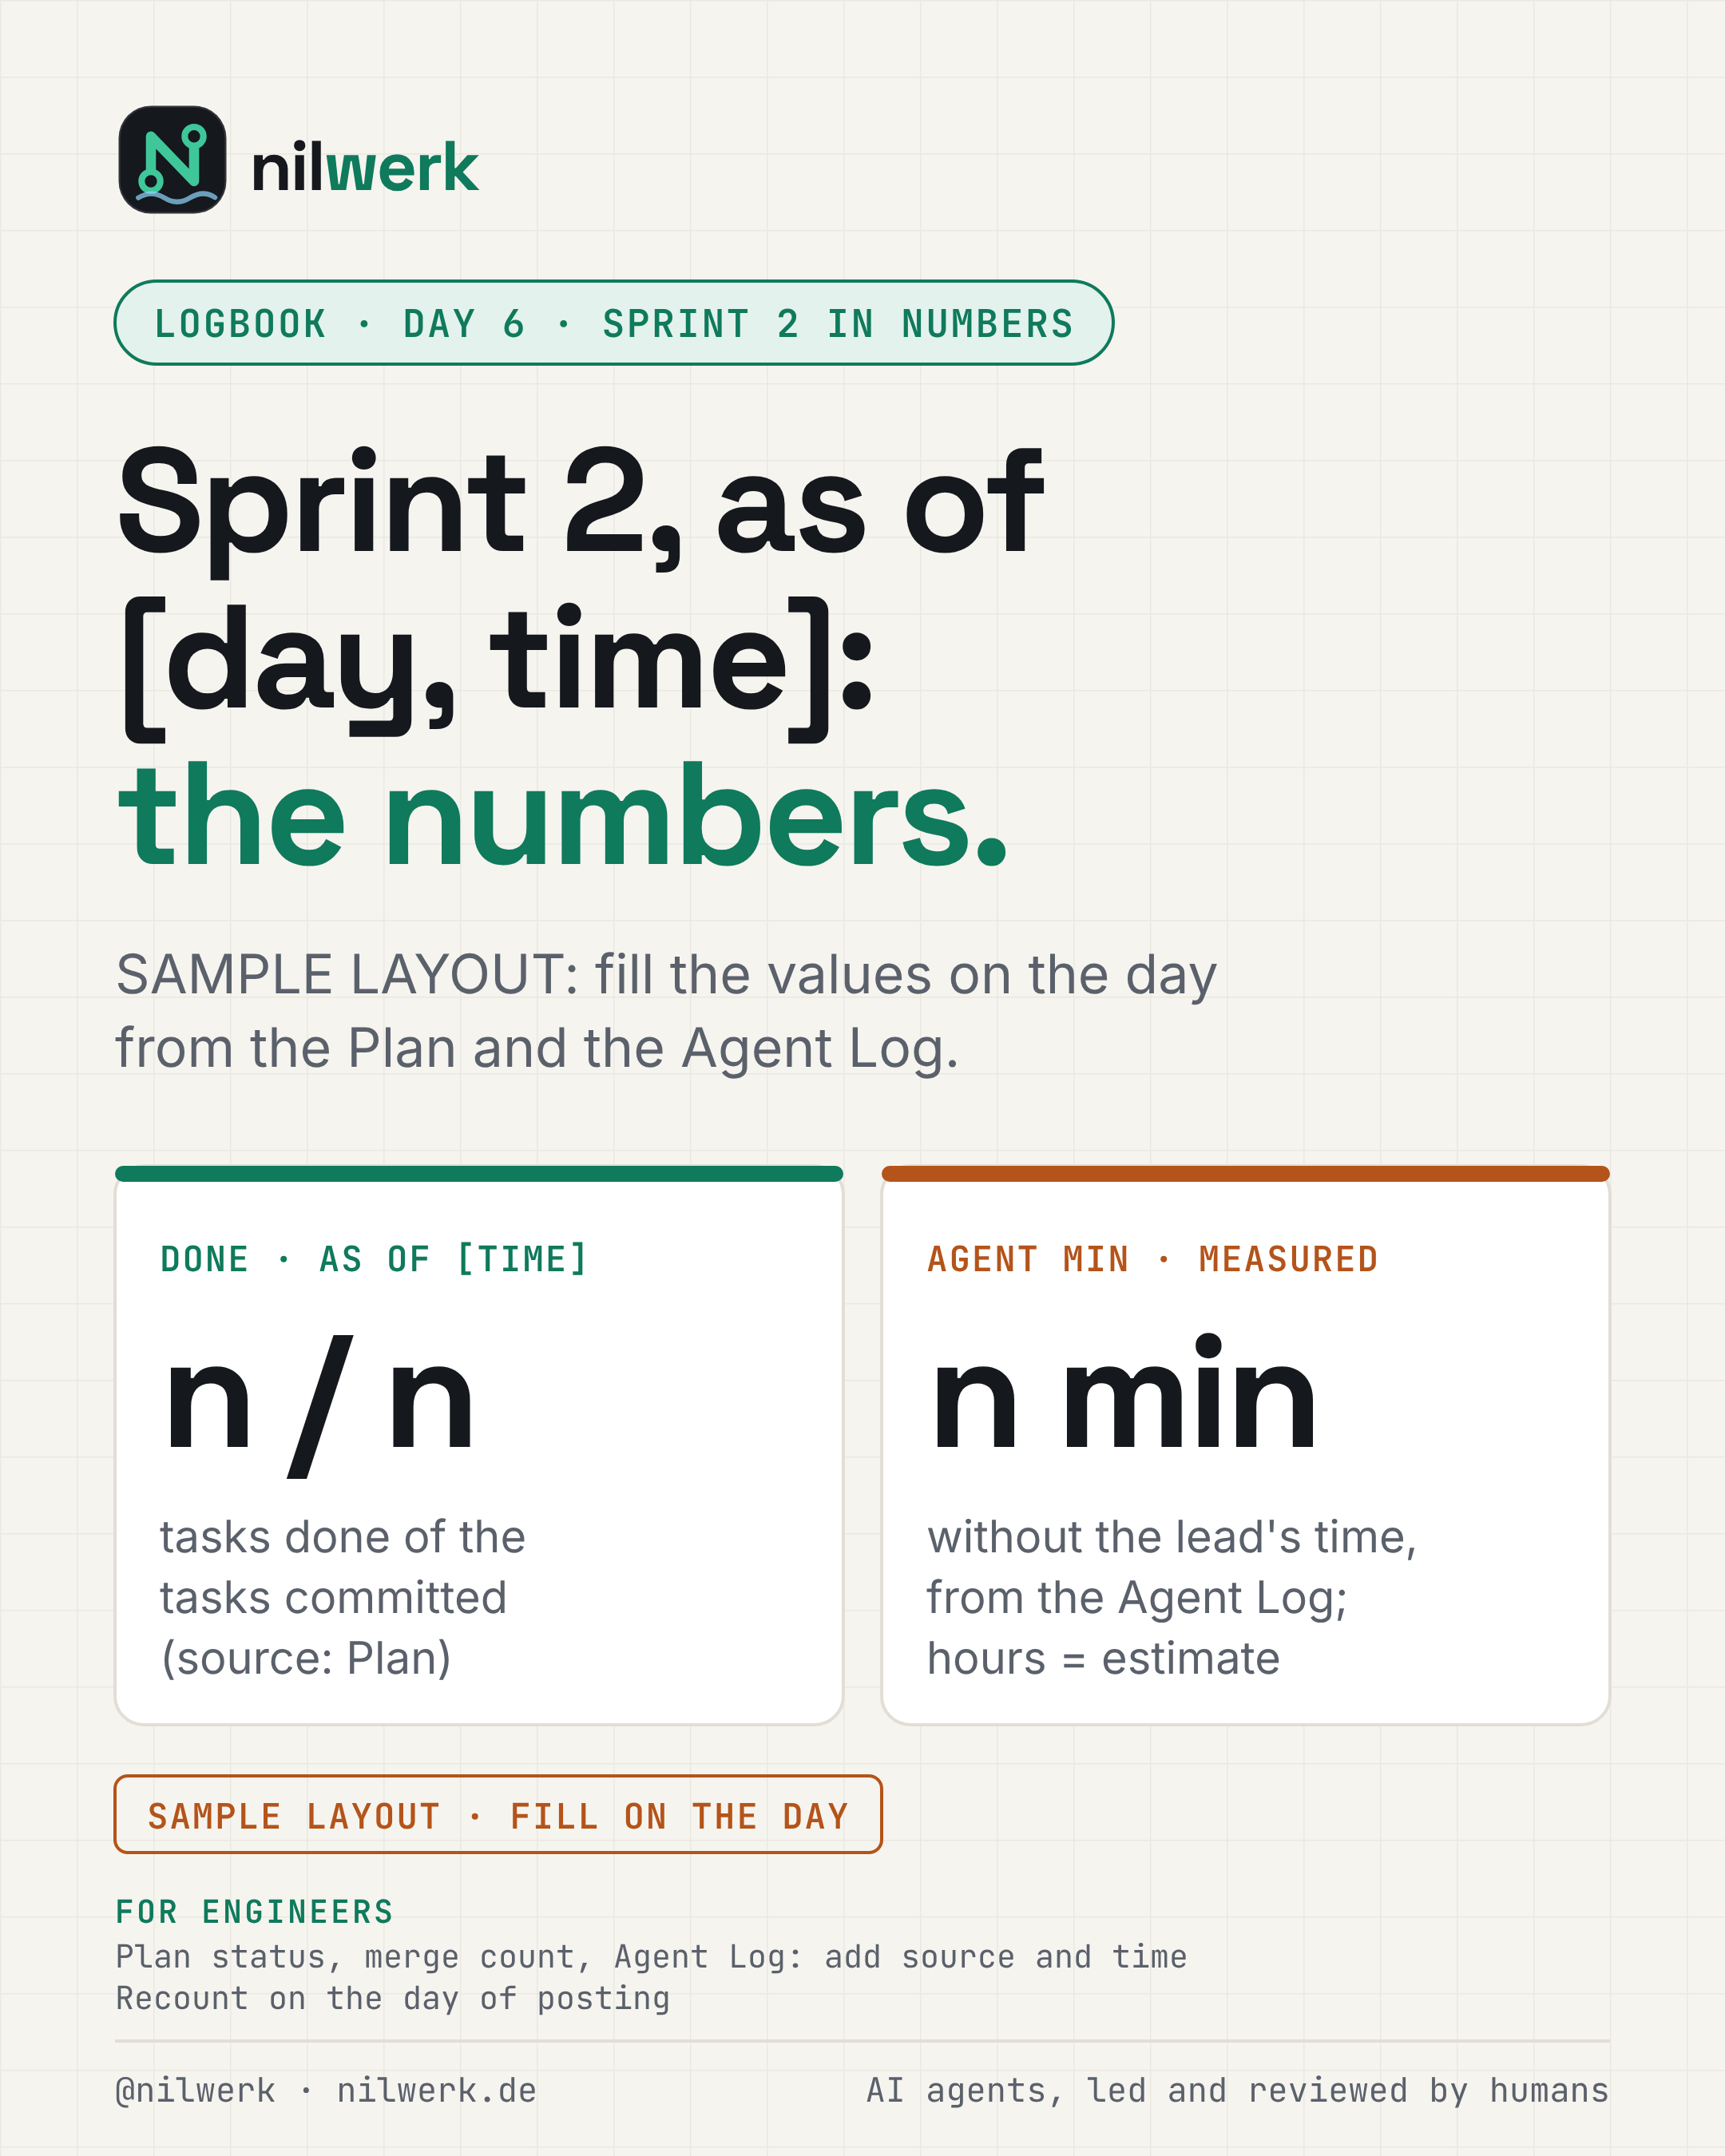 nilwerk
LOGBOOK · DAY 6 · SPRINT 2 IN NUMBERS
Sprint 2, as of
[day, time]:
the numbers.
SAMPLE LAYOUT: fill the values on the day
from the Plan and the Agent Log.
DONE · AS OF [TIME]
n / n
tasks done of the
tasks committed
(source: Plan)
AGENT MIN · MEASURED
n min
without the lead's time,
from the Agent Log;
hours = estimate
SAMPLE LAYOUT · FILL ON THE DAY
FOR ENGINEERS
Plan status, merge count, Agent Log: add source and time
Recount on the day of posting
@nilwerk · nilwerk.de
AI agents, led and reviewed by humans